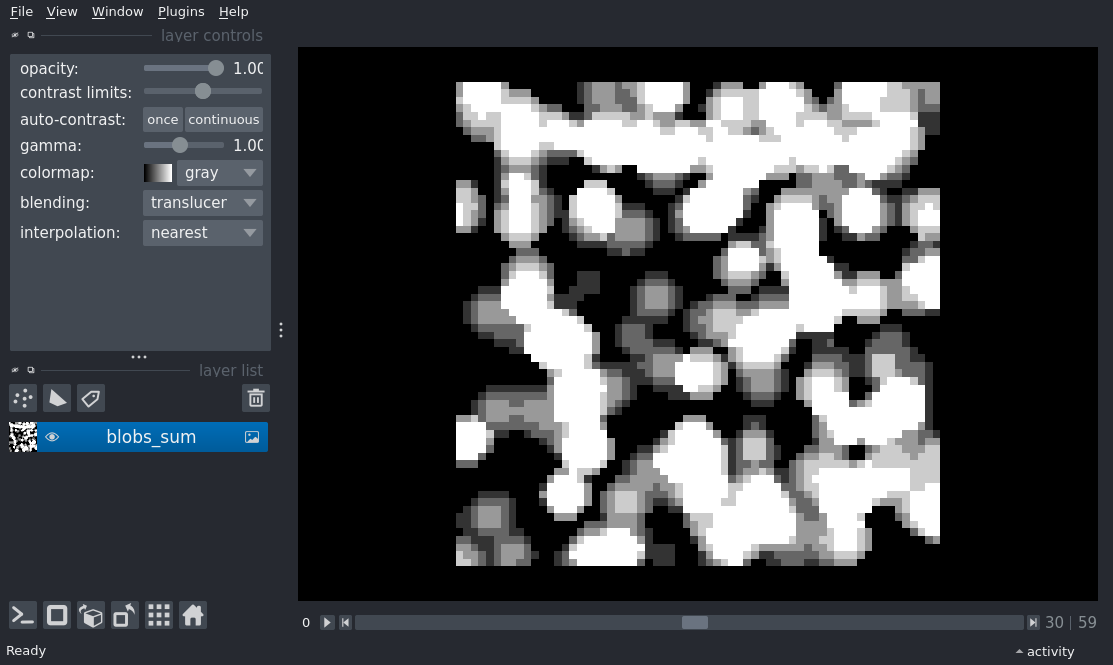 File View Window Plugins Help
layer controls
opacity: 1.00
contrast limits:
auto-contrast: once continuous
gamma: 1.00
colormap: gray
blending: translucer
interpolation: nearest
layer list
blobs_sum
0 30 | 59
Ready activity